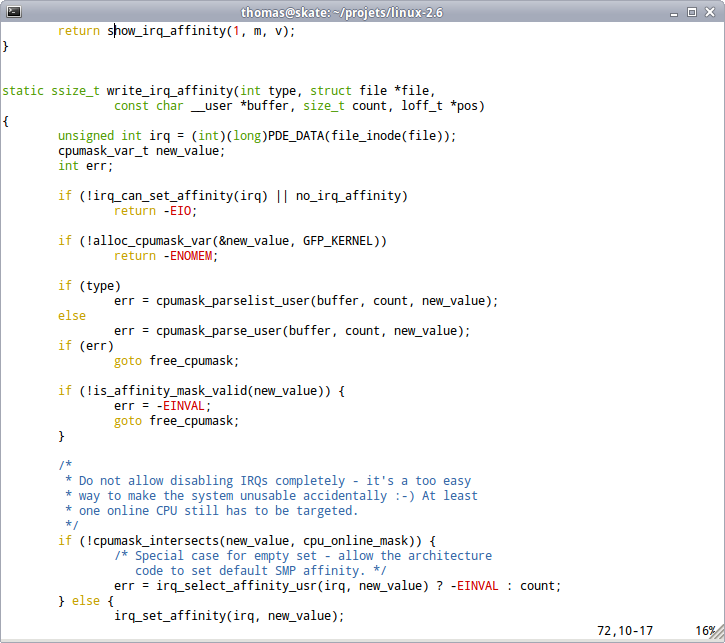 thomas@skate: ~/projets/linux-2.6
        return show_irq_affinity(1, m, v);
}


static ssize_t write_irq_affinity(int type, struct file *file,
                const char __user *buffer, size_t count, loff_t *pos)
{
        unsigned int irq = (int)(long)PDE_DATA(file_inode(file));
        cpumask_var_t new_value;
        int err;

        if (!irq_can_set_affinity(irq) || no_irq_affinity)
                return -EIO;

        if (!alloc_cpumask_var(&new_value, GFP_KERNEL))
                return -ENOMEM;

        if (type)
                err = cpumask_parselist_user(buffer, count, new_value);
        else
                err = cpumask_parse_user(buffer, count, new_value);
        if (err)
                goto free_cpumask;

        if (!is_affinity_mask_valid(new_value)) {
                err = -EINVAL;
                goto free_cpumask;
        }

        /*
         * Do not allow disabling IRQs completely - it's a too easy
         * way to make the system unusable accidentally :-) At least
         * one online CPU still has to be targeted.
         */
        if (!cpumask_intersects(new_value, cpu_online_mask)) {
                /* Special case for empty set - allow the architecture
                   code to set default SMP affinity. */
                err = irq_select_affinity_usr(irq, new_value) ? -EINVAL : count;
        } else {
                irq_set_affinity(irq, new_value);
72,10-17 16%